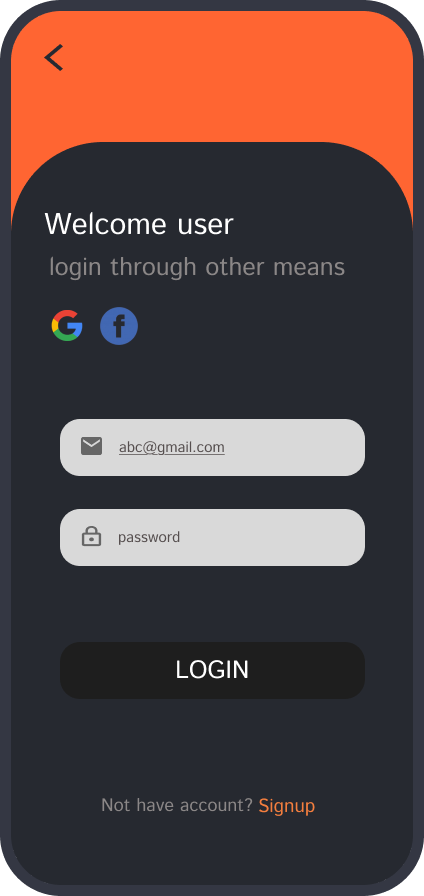 Welcome user
login through other means
abc@gmail.com
password
LOGIN
Not have account? Signup